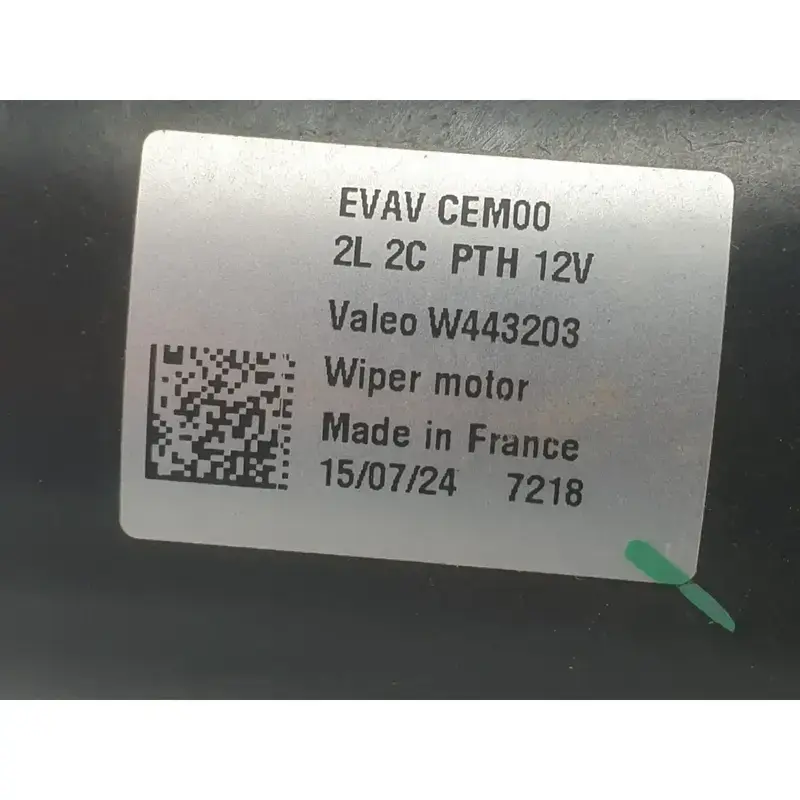 EVAV CEM00
2L 2C PTH 12V
Valeo W443203
Wiper motor
Made in France
15/07/24 7218